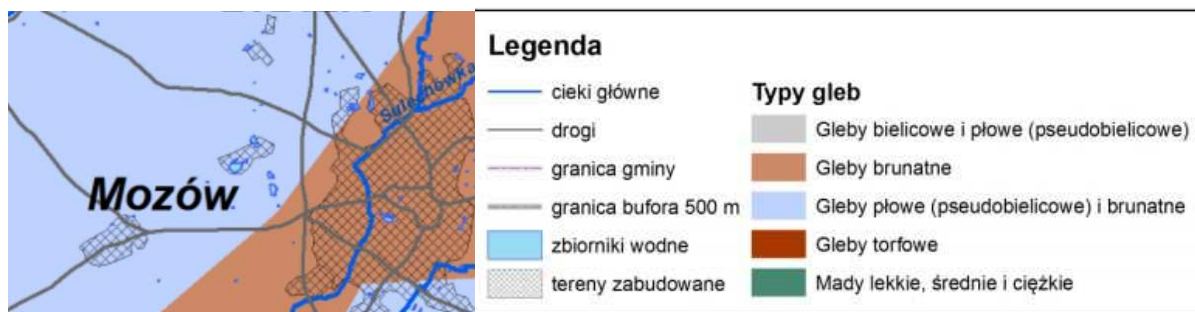 Sulechówka
Mozów
Legenda
cieki główne
drogi
granica gminy
granica bufora 500 m
zbiorniki wodne
tereny zabudowane
Typy gleb
Gleby bielicowe i płowe (pseudobielicowe)
Gleby brunatne
Gleby płowe (pseudobielicowe) i brunatne
Gleby torfowe
Mady lekkie, średnie i ciężkie